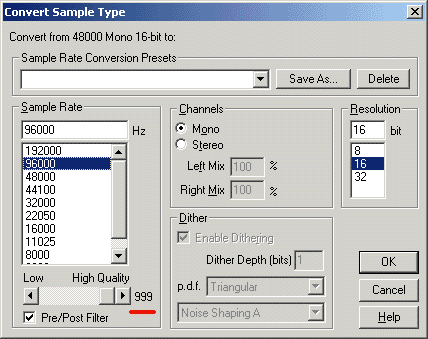 Convert Sample Type
Convert from 48000 Mono 16-bit to:
Sample Rate Conversion Presets
Save As...
Delete
Sample Rate
96000 Hz
192000
96000
48000
44100
32000
22050
16000
11025
8000
Low High Quality
999
Pre/Post Filter
Channels
Mono
Stereo
Left Mix 100 %
Right Mix 100 %
Dither
Enable Dithering
Dither Depth (bits) 1
p.d.f. Triangular
Noise Shaping A
Resolution
16 bit
8
16
32
OK
Cancel
Help